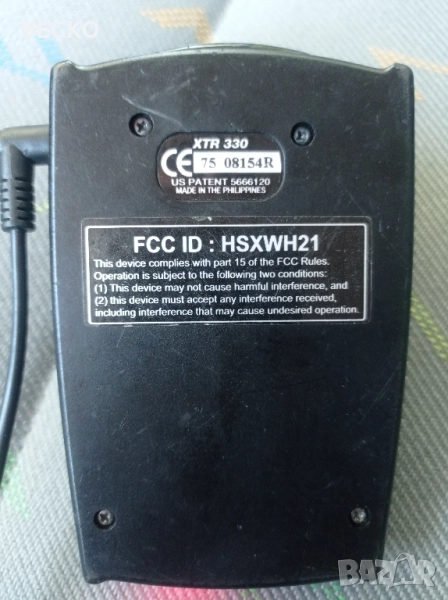 XTR 330
CE 75 08154R
US PATENT 5666120
MADE IN THE PHILIPPINES
FCC ID : HSXWH21
This device complies with part 15 of the FCC Rules.
Operation is subject to the following two conditions:
(1) This device may not cause harmful interference, and
(2) this device must accept any interference received,
including interference that may cause undesired operation.
BAZAR